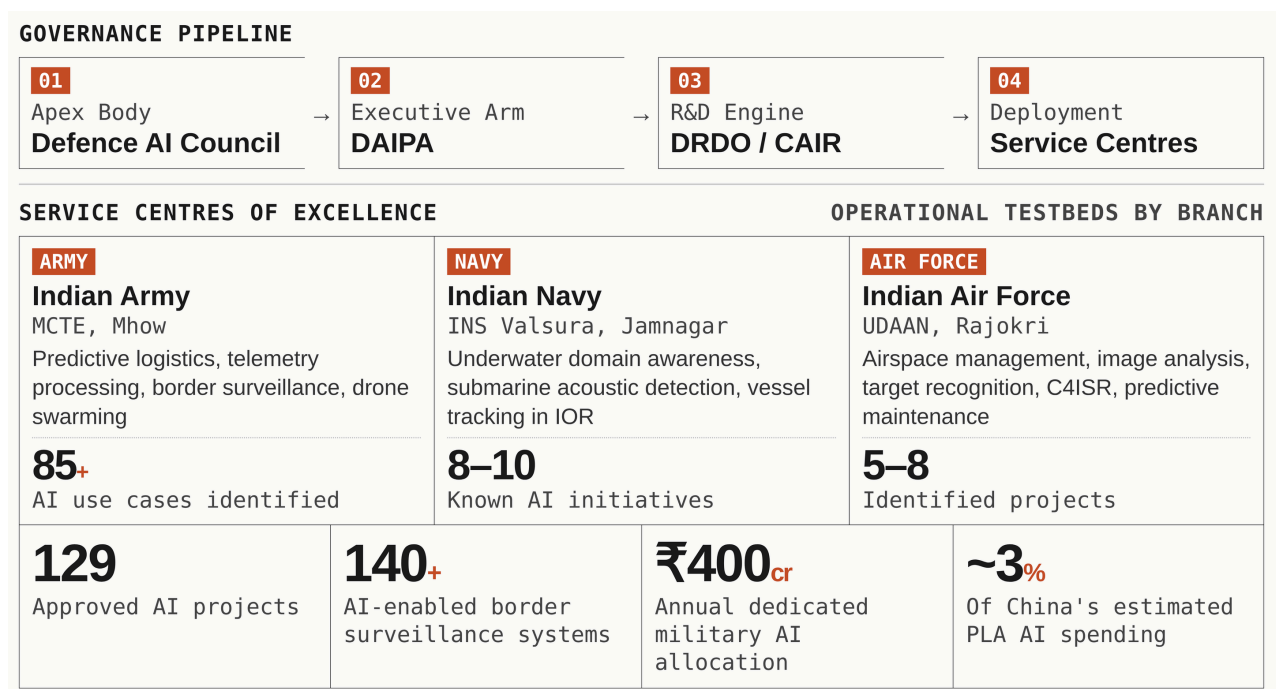 GOVERNANCE PIPELINE
01
Apex Body
Defence AI Council
→
02
Executive Arm
DAIPA
→
03
R&D Engine
DRDO / CAIR
→
04
Deployment
Service Centres
SERVICE CENTRES OF EXCELLENCE
OPERATIONAL TESTBEDS BY BRANCH
ARMY
Indian Army
MCTE, Mhow
Predictive logistics, telemetry
processing, border surveillance, drone
swarming
85+
AI use cases identified
NAVY
Indian Navy
INS Valsura, Jamnagar
Underwater domain awareness,
submarine acoustic detection, vessel
tracking in IOR
8–10
Known AI initiatives
AIR FORCE
Indian Air Force
UDAAN, Rajokri
Airspace management, image analysis,
target recognition, C4ISR, predictive
maintenance
5–8
Identified projects
129
Approved AI projects
140+
AI-enabled border
surveillance systems
₹400cr
Annual dedicated
military AI
allocation
~3%
Of China's estimated
PLA AI spending